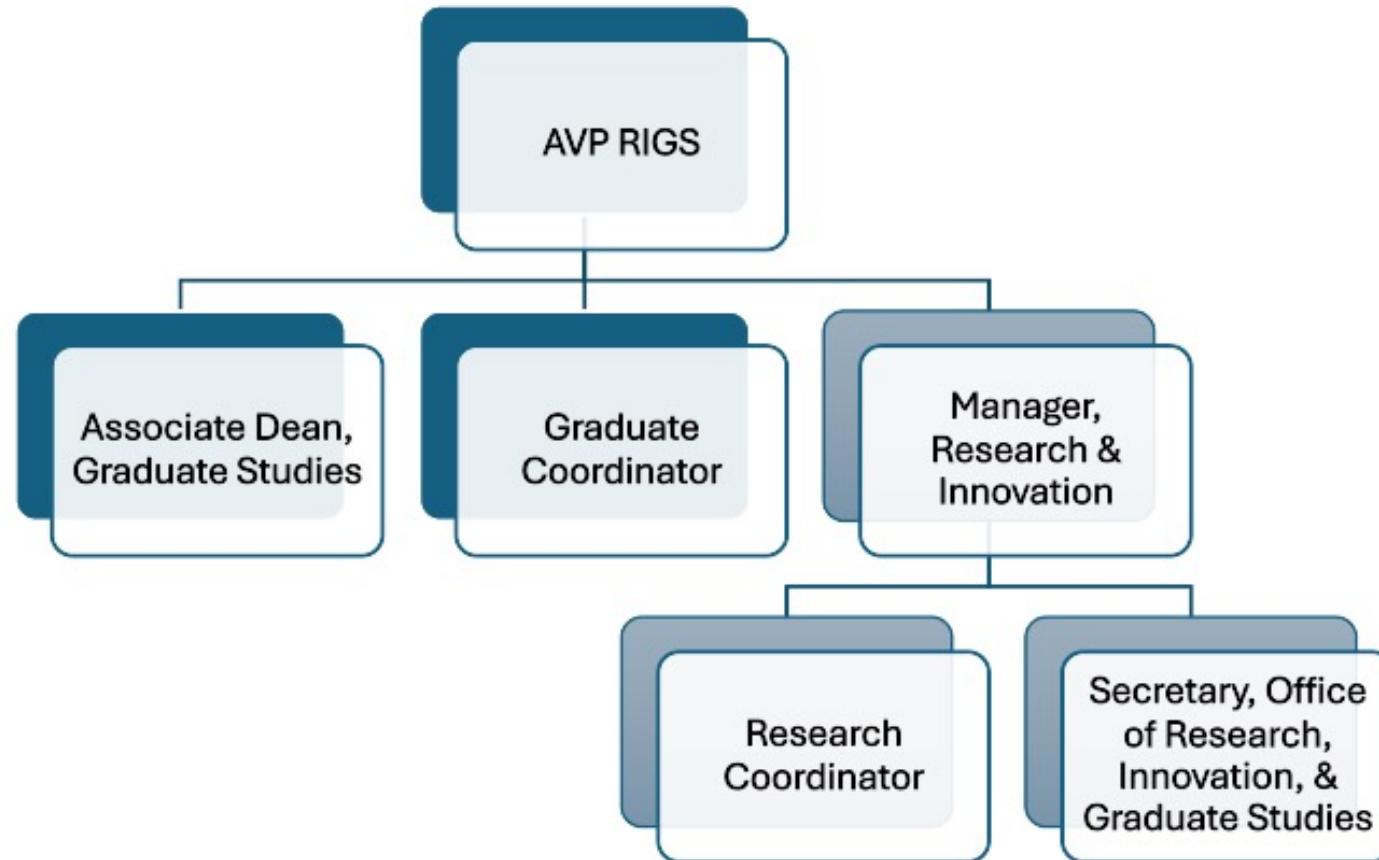 AVP RIGS
Associate Dean,
Graduate Studies
Graduate
Coordinator
Manager,
Research &
Innovation
Research
Coordinator
Secretary, Office
of Research,
Innovation, &
Graduate Studies